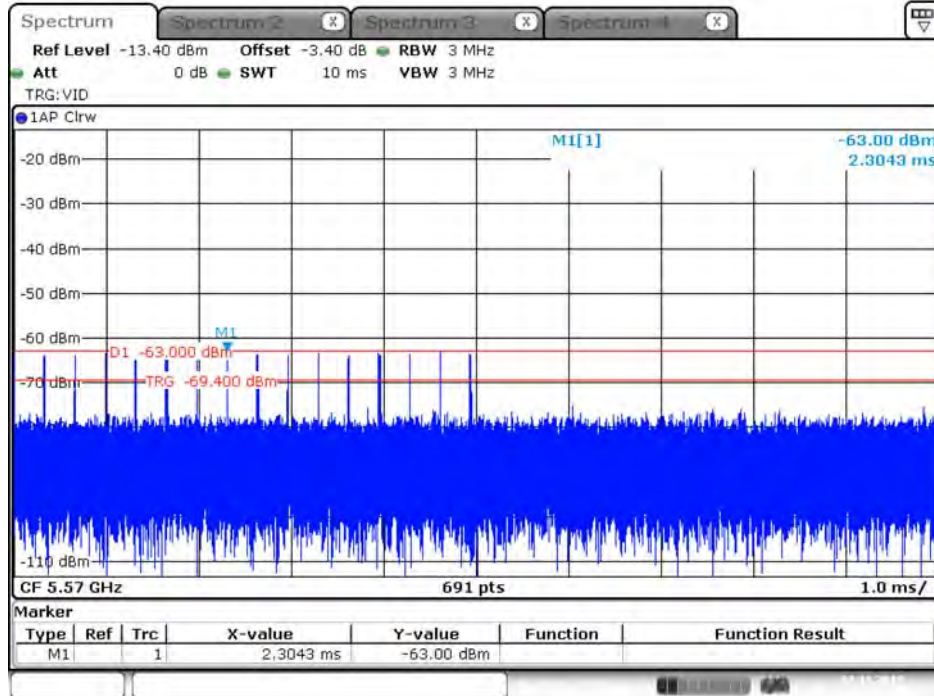 Spectrum Spectrum 2 X Spectrum 3 X Spectrum 4 X
Ref Level -13.40 dBm Offset -3.40 dB RBW 3 MHz
Att 0 dB SWT 10 ms VBW 3 MHz
TRG:VID
1AP Clrw
M1[1] -63.00 dBm
2.3043 ms
-20 dBm
-30 dBm
-40 dBm
-50 dBm
-60 dBm
M1
D1 -63.000 dBm
-70 dBm
TRG -69.400 dBm
-110 dBm
CF 5.57 GHz 691 pts 1.0 ms/
Marker
Type Ref Trc X-value Y-value Function Function Result
M1 1 2.3043 ms -63.00 dBm